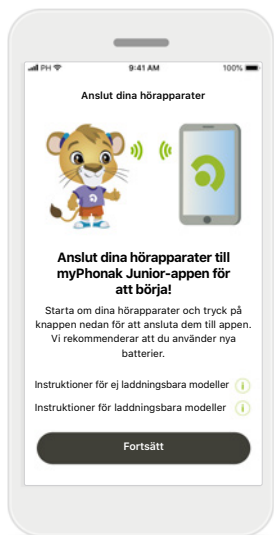 PH 9:41 AM 100%
Anslut dina hörapparater
Anslut dina hörapparater till
myPhonak Junior-appen för
att börja!
Starta om dina hörapparater och tryck på
knappen nedan för att ansluta dem till appen.
Vi rekommenderar att du använder nya
batterier.
Instruktioner för ej laddningsbara modeller i
Instruktioner för laddningsbara modeller i
Fortsätt